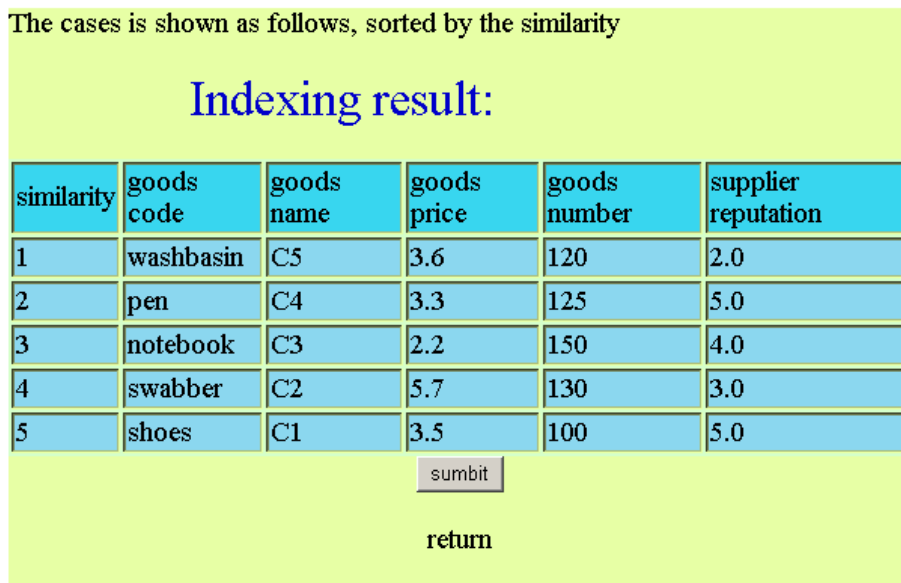 The cases is shown as follows, sorted by the similarity
Indexing result:
similarity goods code goods name goods price goods number supplier reputation
1 washbasin C5 3.6 120 2.0
2 pen C4 3.3 125 5.0
3 notebook C3 2.2 150 4.0
4 swabber C2 5.7 130 3.0
5 shoes C1 3.5 100 5.0
sumbit
return